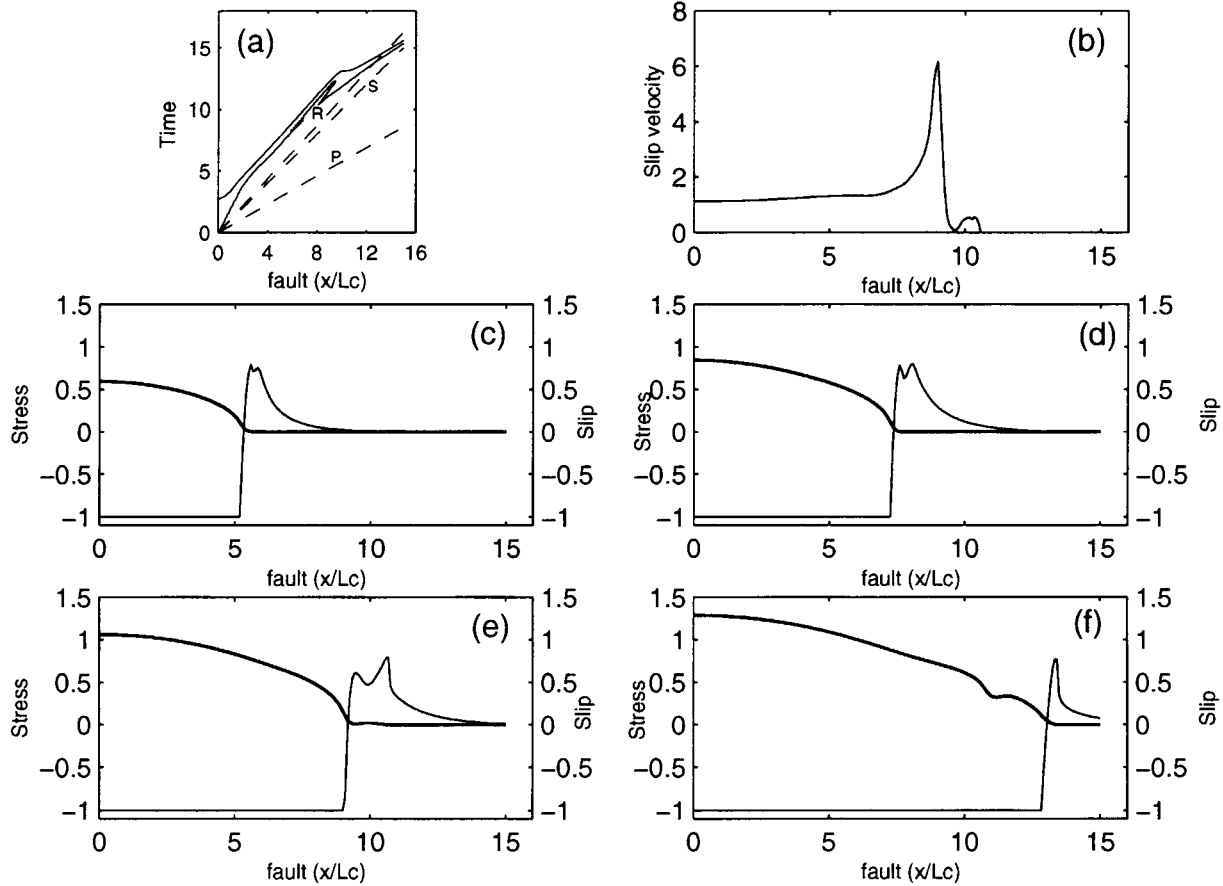 (a)
15
10
5
0
Time
R
S
P
0 4 8 12 16
fault (x/Lc)
(b)
8
6
4
2
0
Slip velocity
0 5 10 15
fault (x/Lc)
(c)
1.5
1
0.5
0
−0.5
−1
Stress
1.5
1
0.5
0
−0.5
−1
Slip
0 5 10 15
fault (x/Lc)
(d)
1.5
1
0.5
0
−0.5
−1
Stress
1.5
1
0.5
0
−0.5
−1
Slip
0 5 10 15
fault (x/Lc)
(e)
1.5
1
0.5
0
−0.5
−1
Stress
1.5
1
0.5
0
−0.5
−1
Slip
0 5 10 15
fault (x/Lc)
(f)
1.5
1
0.5
0
−0.5
−1
Stress
1.5
1
0.5
0
−0.5
−1
Slip
0 5 10 15
fault (x/Lc)